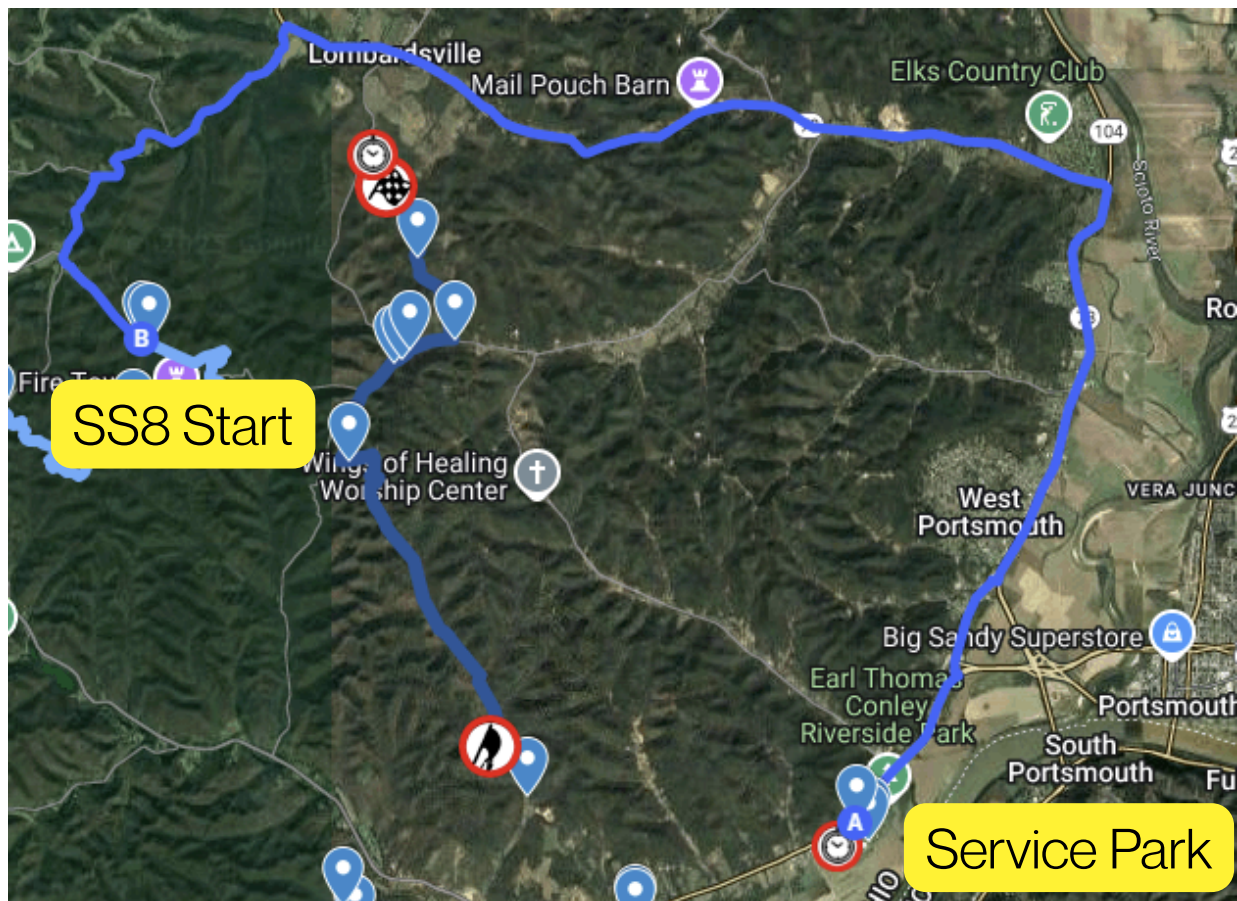 Lombardsville
Mail Pouch Barn
Elks Country Club
104
Scioto River
Ro
B
Fire Tow
SS8 Start
Wings of Healing
Worship Center
West
Portsmouth
VERA JUNC
Big Sandy Superstore
Earl Thomas
Conley
Riverside Park
Portsmouth
South
Portsmouth
Fu
A
Service Park